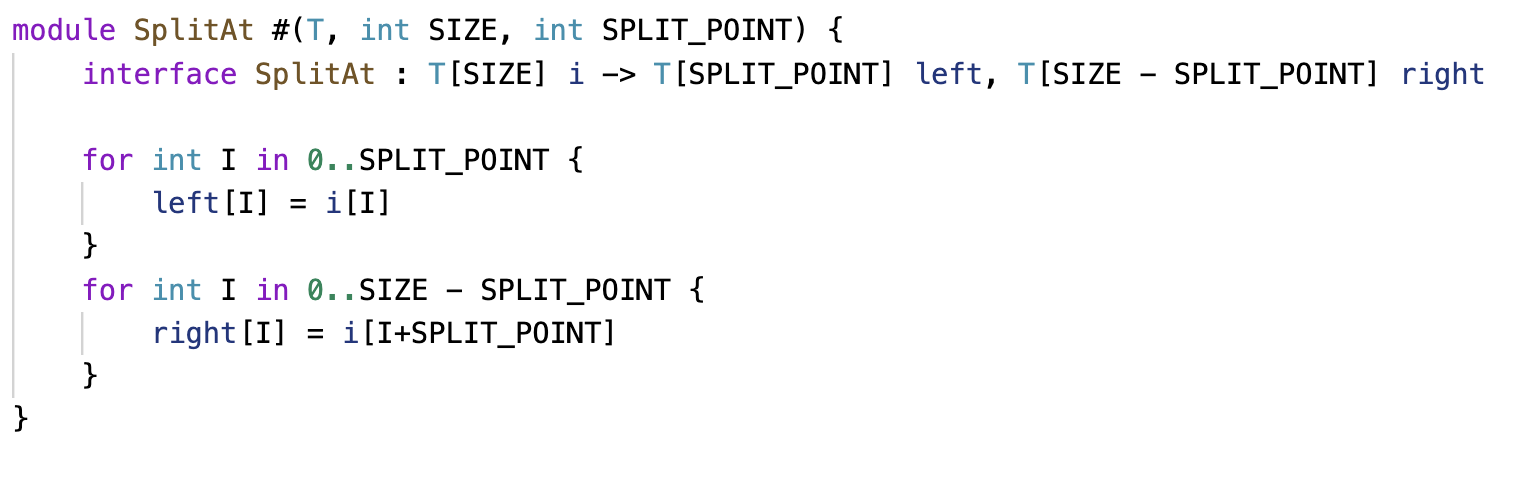 module SplitAt #(T, int SIZE, int SPLIT_POINT) {
    interface SplitAt : T[SIZE] i -> T[SPLIT_POINT] left, T[SIZE - SPLIT_POINT] right

    for int I in 0..SPLIT_POINT {
        left[I] = i[I]
    }
    for int I in 0..SIZE - SPLIT_POINT {
        right[I] = i[I+SPLIT_POINT]
    }
}